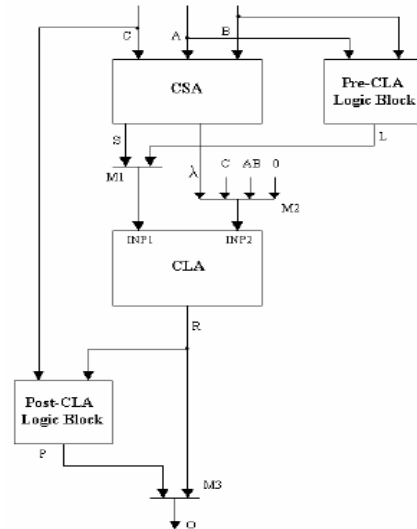 C
A
B
CSA
Pre-CLA
Logic Block
S
L
M1
λ
C
AB
0
M2
INP1
INP2
CLA
R
Post-CLA
Logic Block
P
M3
O